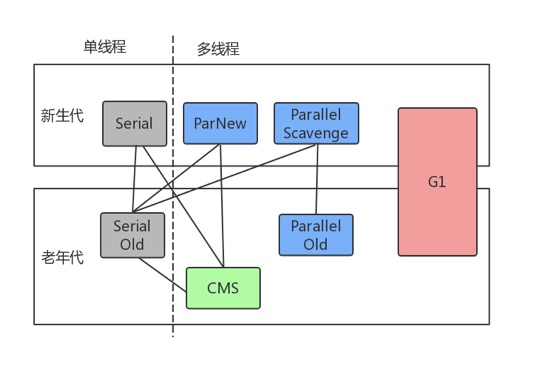 单线程
多线程
新生代
Serial
ParNew
Parallel
Scavenge
G1
老年代
Serial
Old
Parallel
Old
CMS